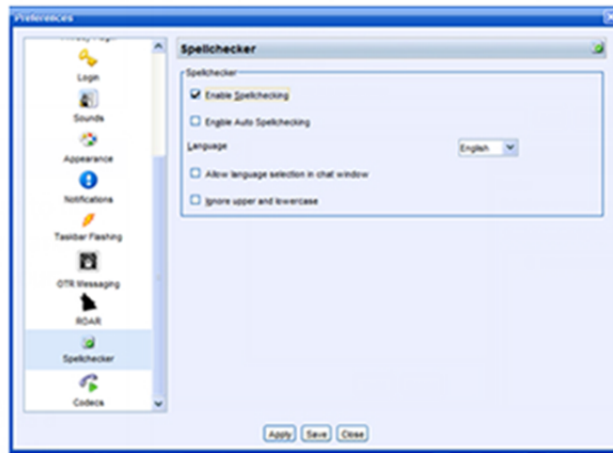 Preferences
Login
Sounds
Appearance
Notifications
Taskbar Flashing
OTR Messaging
ROAR
Spellchecker
Codecs
Spellchecker
Spellchecker
Enable Spellchecking
Enable Auto Spellchecking
Language English
Allow language selection in chat window
Ignore upper and lowercase
Apply Save Close